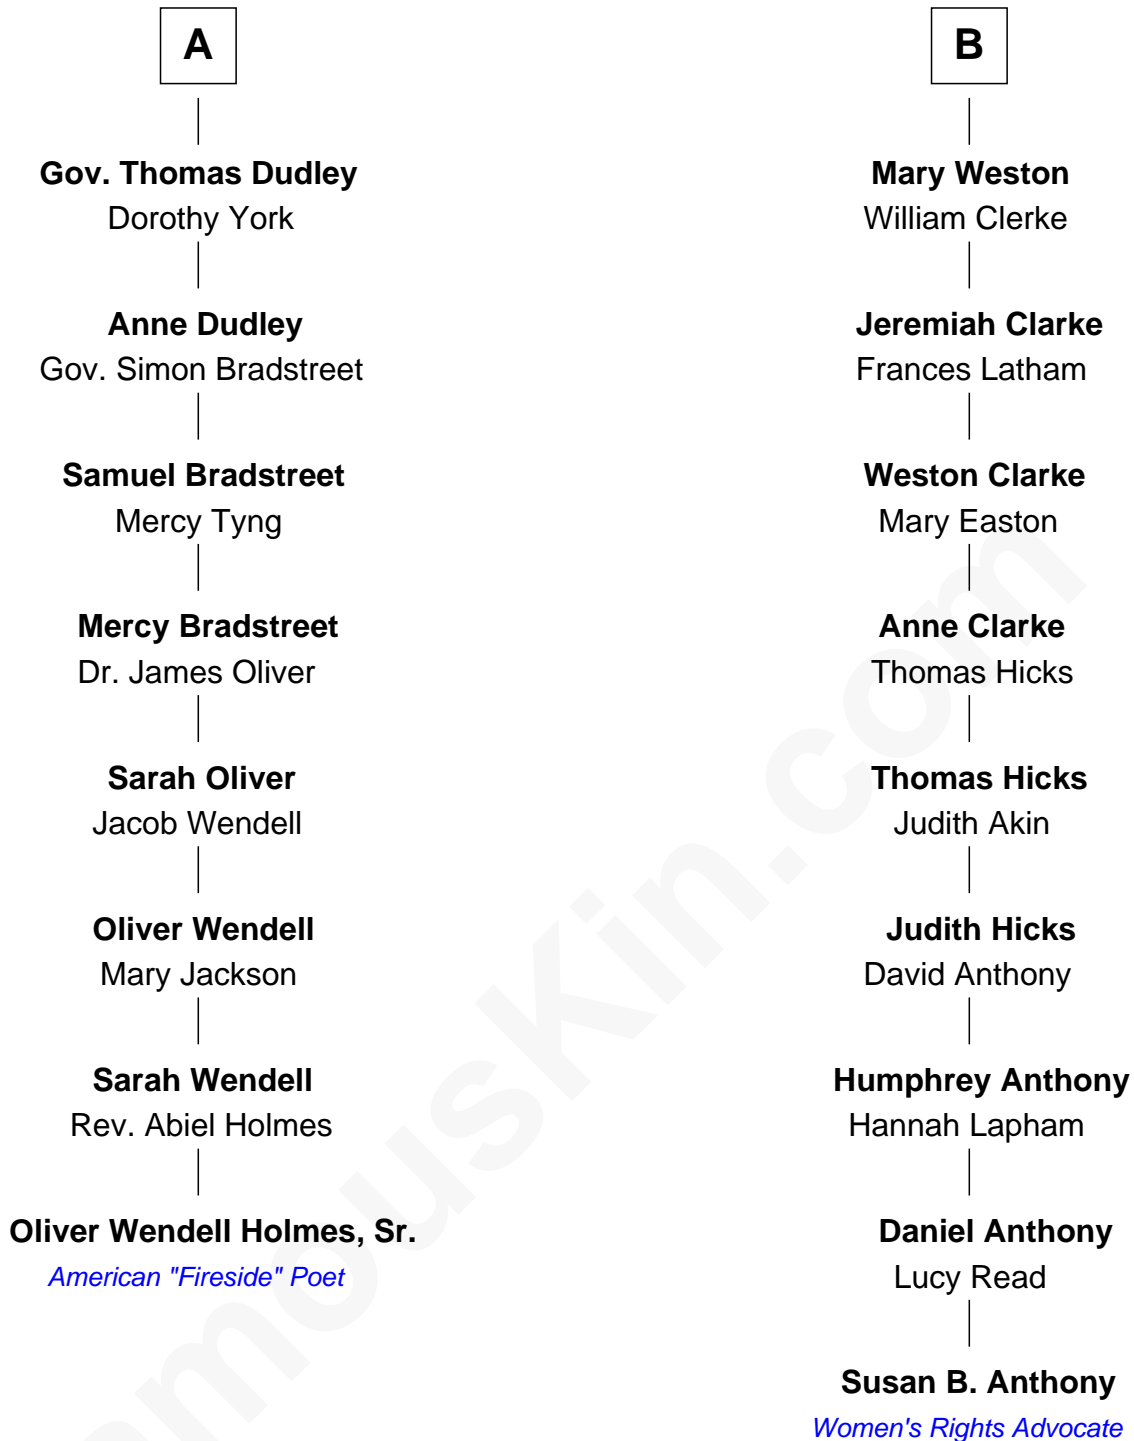 A
Gov. Thomas Dudley
Dorothy York
Anne Dudley
Gov. Simon Bradstreet
Samuel Bradstreet
Mercy Tyng
Mercy Bradstreet
Dr. James Oliver
Sarah Oliver
Jacob Wendell
Oliver Wendell
Mary Jackson
Sarah Wendell
Rev. Abiel Holmes
Oliver Wendell Holmes, Sr.
American "Fireside" Poet
B
Mary Weston
William Clerke
Jeremiah Clarke
Frances Latham
Weston Clarke
Mary Easton
Anne Clarke
Thomas Hicks
Thomas Hicks
Judith Akin
Judith Hicks
David Anthony
Humphrey Anthony
Hannah Lapham
Daniel Anthony
Lucy Read
Susan B. Anthony
Women's Rights Advocate
amousKin.com